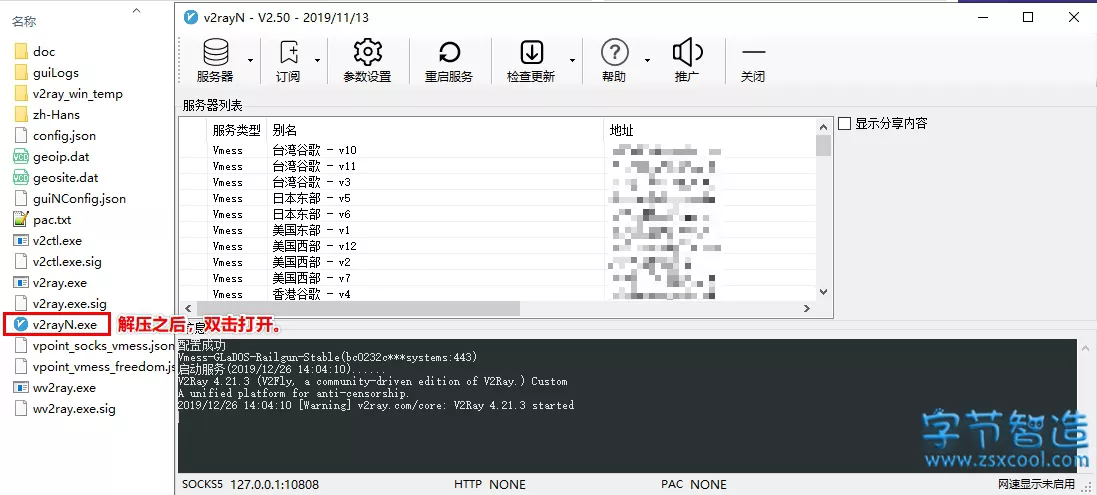 名称
doc
guiLogs
v2ray_win_temp
zh-Hans
config.json
geoip.dat
geosite.dat
guiNConfig.json
pac.txt
v2ctl.exe
v2ctl.exe.sig
v2ray.exe
v2ray.exe.sig
v2rayN.exe
vpoint_socks_vmess.json
vpoint_vmess_freedom.js
wv2ray.exe
wv2ray.exe.sig
解压之后，双击打开。
v2rayN - V2.50 - 2019/11/13
服务器 订阅 参数设置 重启服务 检查更新 帮助 推广 关闭
服务器列表
服务类型 别名 地址
Vmess 台湾谷歌 - v10
Vmess 台湾谷歌 - v11
Vmess 台湾谷歌 - v3
Vmess 日本东部 - v5
Vmess 日本东部 - v6
Vmess 美国东部 - v1
Vmess 美国西部 - v12
Vmess 美国西部 - v2
Vmess 美国西部 - v7
Vmess 香港谷歌 - v4
显示分享内容
配置成功
Vmess-GLaDOS-Railgun-Stable(bc0232c***systems:443)
启动服务(2019/12/26 14:04:10)......
V2Ray 4.21.3 (V2Fly, a community-driven edition of V2Ray.) Custom
A unified platform for anti-censorship.
2019/12/26 14:04:10 [Warning] v2ray.com/core: V2Ray 4.21.3 started
字节智造
www.zsxcool.com
SOCKS5 127.0.0.1:10808 HTTP NONE PAC NONE 网速显示未启用